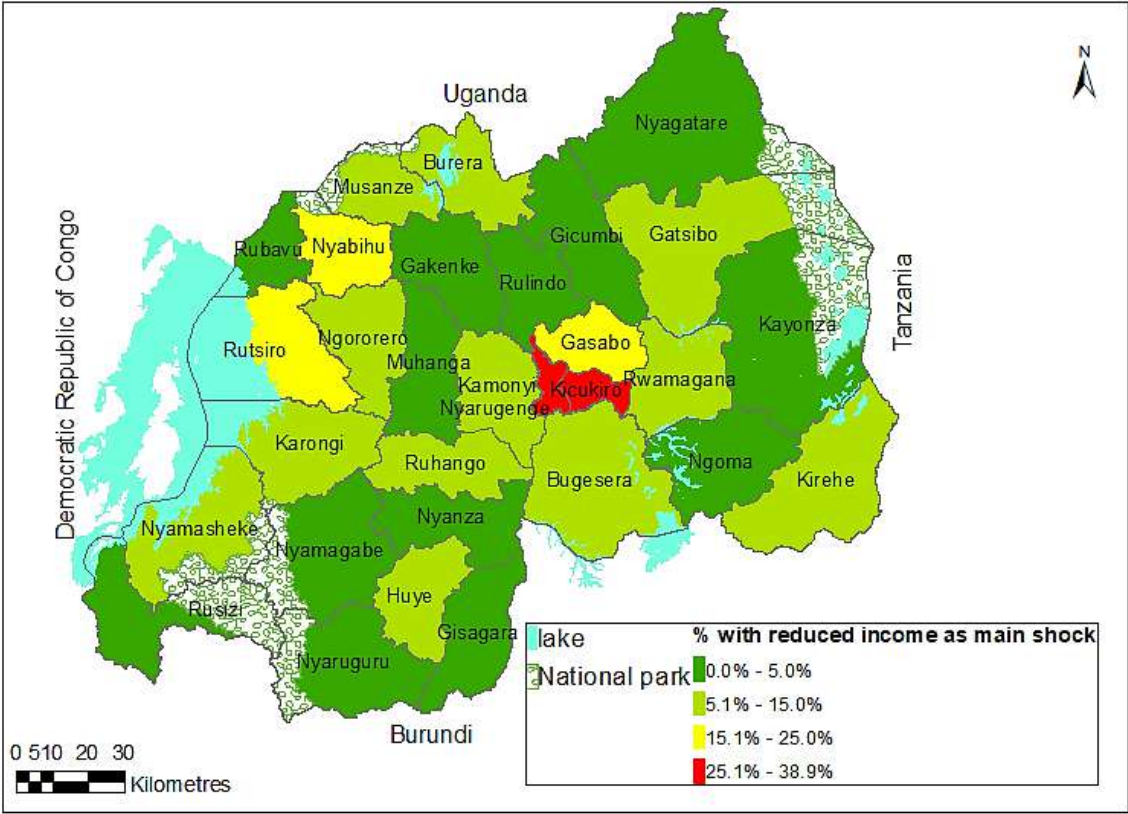 N
Uganda
Nyagatare
Burera
Musanze
Gicumbi
Gatsibo
Rubavu
Nyabihu
Gakenke
Rulindo
Democratic Republic of Congo
Tanzania
Kayonza
Rutsiro
Ngororero
Gasabo
Muhanga
Kamonyi
Kicukiro
Rwamagana
Nyarugenge
Karongi
Ruhango
Ngoma
Bugesera
Kirehe
Nyamasheke
Nyanza
Nyamagabe
Huye
Rusizi
Gisagara
Nyaruguru
Burundi
lake
National park
% with reduced income as main shock
0.0% - 5.0%
5.1% - 15.0%
15.1% - 25.0%
25.1% - 38.9%
0 510 20 30
Kilometres